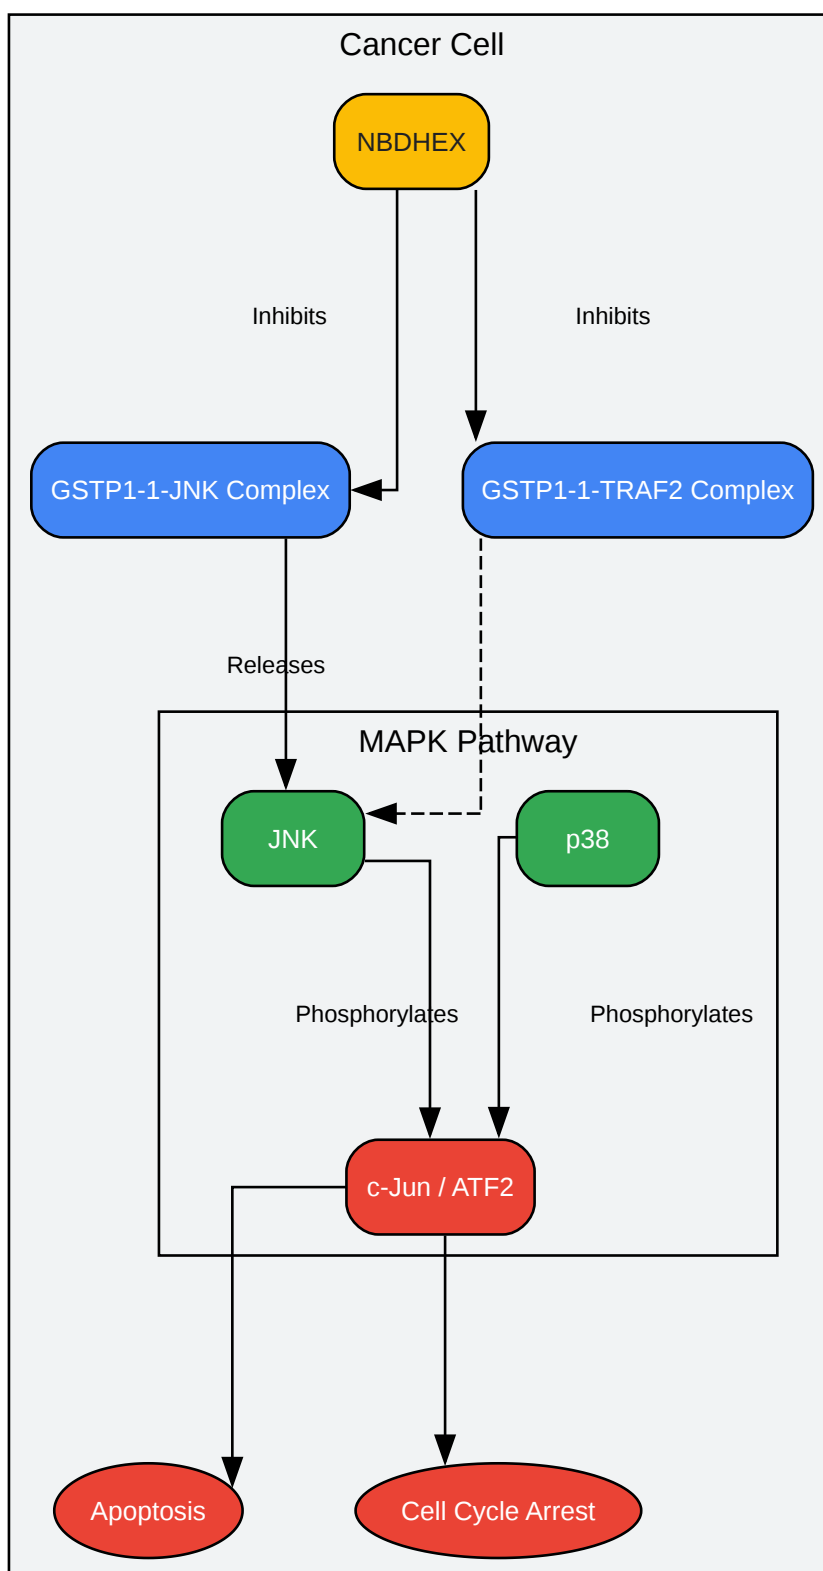 Cancer Cell
NBDHEX
Inhibits
Inhibits
GSTP1-1-JNK Complex
GSTP1-1-TRAF2 Complex
Releases
MAPK Pathway
JNK
p38
Phosphorylates
Phosphorylates
c-Jun / ATF2
Apoptosis
Cell Cycle Arrest